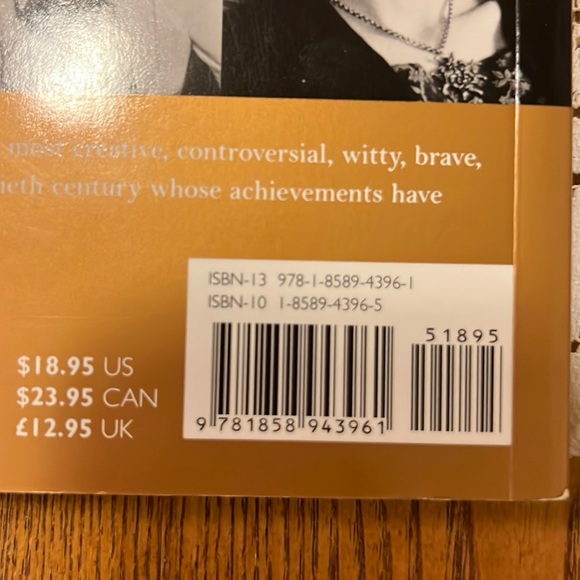 most creative, controversial, witty, brave,
century whose achievements have
ISBN-13 978-1-8589-4396-1
ISBN-10 1-8589-4396-5
51895
9 781858 943961
$18.95 US
$23.95 CAN
£12.95 UK